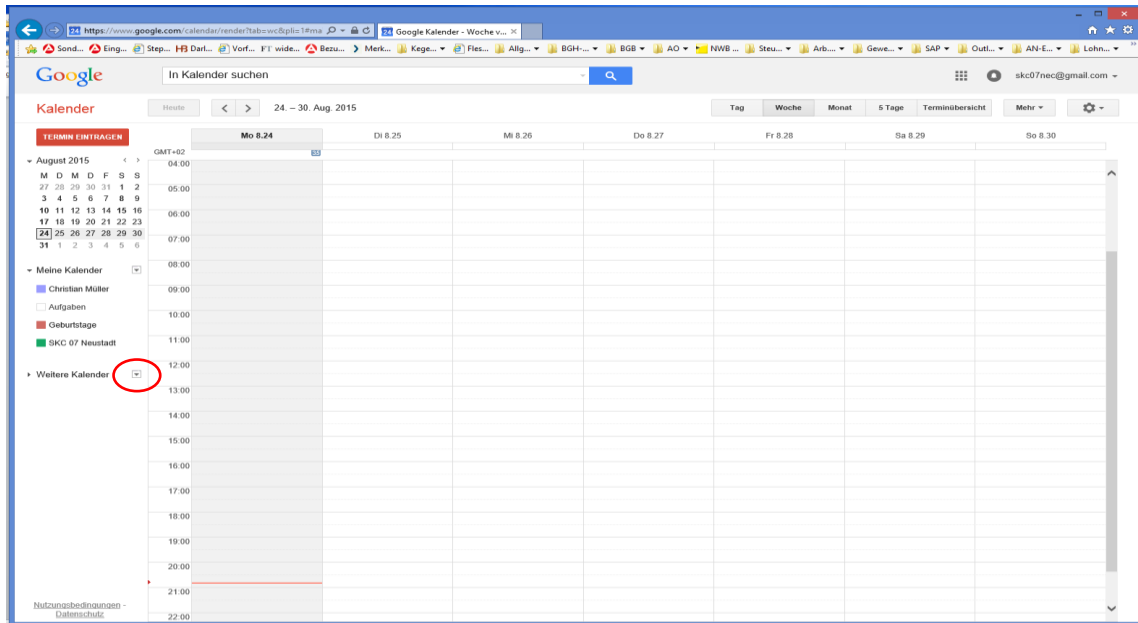 24 https://www.google.com/calendar/render?tab=wc&pli=1#ma
24 Google Kalender - Woche v... ×
Sond... Eing... Step... HB Darl... Vorf... FT wide... Bezu... Merk... Kege... Fles... Allg... BGH-... BGB AO NWB ... Steu... Arb... Gewe... SAP Outl... AN-E... Lohn...
Google In Kalender suchen skc07nec@gmail.com
Kalender Heute < > 24. – 30. Aug. 2015 Tag Woche Monat 5 Tage Terminübersicht Mehr
TERMIN EINTRAGEN
Mo 8.24 Di 8.25 Mi 8.26 Do 8.27 Fr 8.28 Sa 8.29 So 8.30
GMT+02
August 2015 ‹ ›
M D M D F S S
27 28 29 30 31 1 2
3 4 5 6 7 8 9
10 11 12 13 14 15 16
17 18 19 20 21 22 23
24 25 26 27 28 29 30
31 1 2 3 4 5 6
Meine Kalender
Christian Müller
Aufgaben
Geburtstage
SKC 07 Neustadt
Weitere Kalender
04:00
05:00
06:00
07:00
08:00
09:00
10:00
11:00
12:00
13:00
14:00
15:00
16:00
17:00
18:00
19:00
20:00
21:00
22:00
Nutzungsbedingungen -
Datenschutz